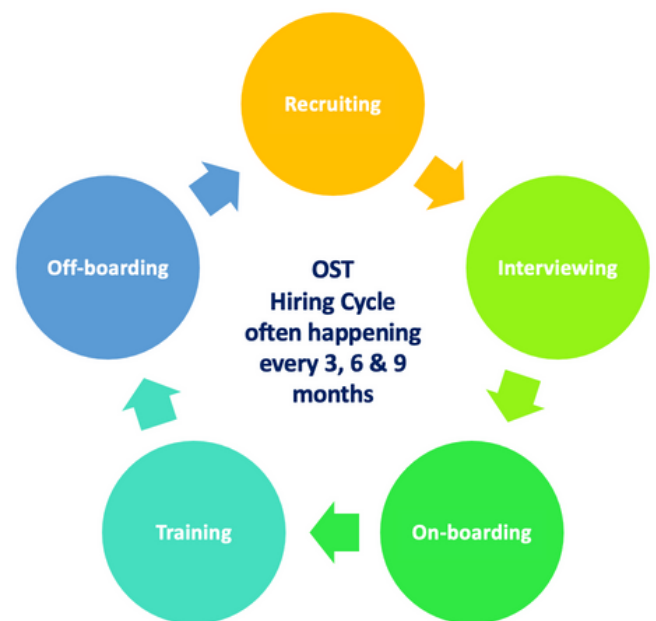 Recruiting
Interviewing
On-boarding
Training
Off-boarding
OST
Hiring Cycle
often happening
every 3, 6 & 9
months